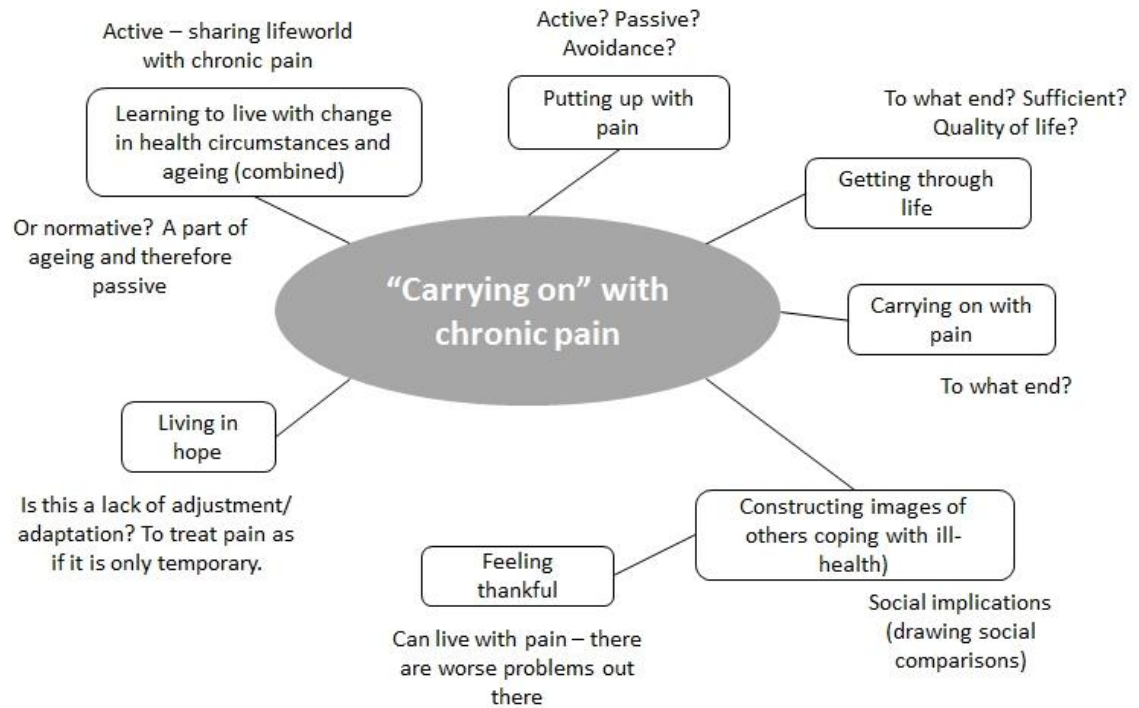 Active – sharing lifeworld
with chronic pain
Learning to live with change
in health circumstances and
ageing (combined)
Or normative? A part of
ageing and therefore
passive
Active? Passive?
Avoidance?
Putting up with
pain
To what end? Sufficient?
Quality of life?
Getting through
life
“Carrying on” with
chronic pain
Carrying on with
pain
To what end?
Living in
hope
Is this a lack of adjustment/
adaptation? To treat pain as
if it is only temporary.
Constructing images of
others coping with ill-
health)
Social implications
(drawing social
comparisons)
Feeling
thankful
Can live with pain – there
are worse problems out
there